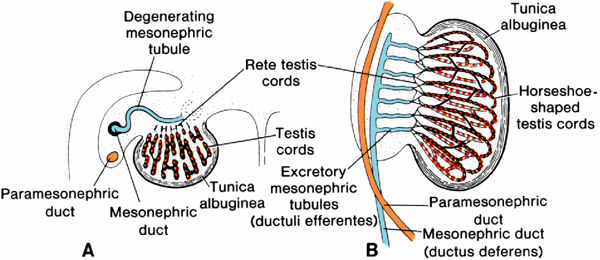 Degenerating
mesonephric
tubule
Rete testis
cords
Testis
cords
Tunica
albuginea
Paramesonephric
duct
Mesonephric
duct
A
Tunica
albuginea
Horseshoe-
shaped
testis cords
Excretory
mesonephric
tubules
(ductuli efferentes)
Paramesonephric
duct
Mesonephric duct
(ductus deferens)
B